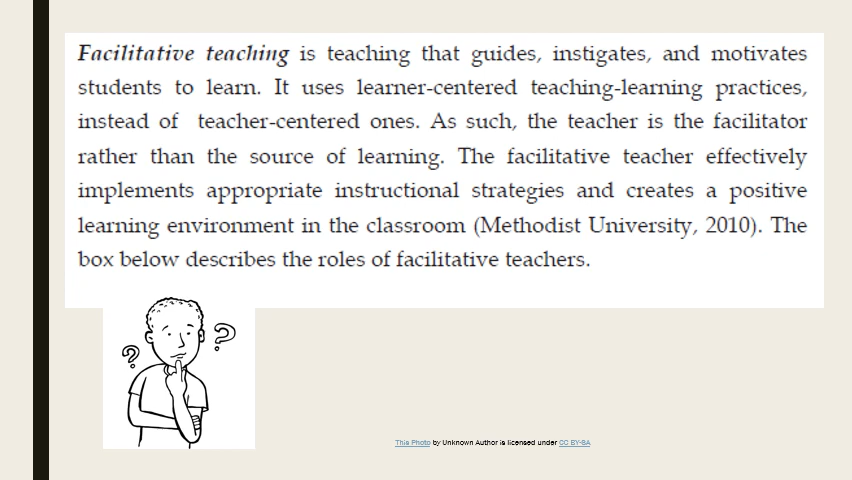 Facilitative teaching is teaching that guides, instigates, and motivates
students to learn. It uses learner-centered teaching-learning practices,
instead of teacher-centered ones. As such, the teacher is the facilitator
rather than the source of learning. The facilitative teacher effectively
implements appropriate instructional strategies and creates a positive
learning environment in the classroom (Methodist University, 2010). The
box below describes the roles of facilitative teachers.
? ?
This Photo by Unknown Author is licensed under CC BY-SA